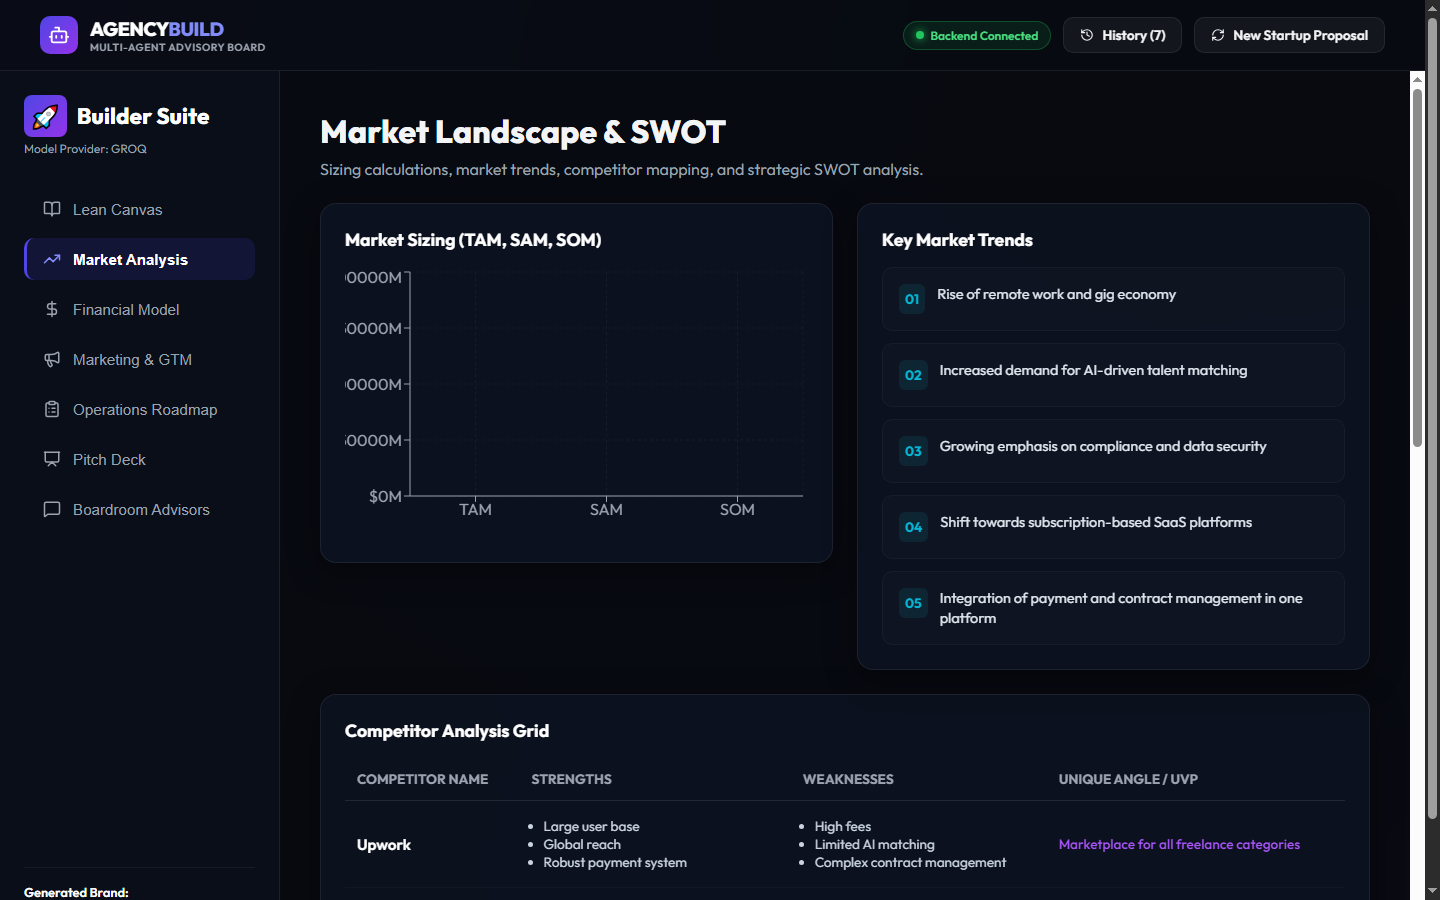 AGENCYBUILD
MULTI-AGENT ADVISORY BOARD
Backend Connected
History (7)
New Startup Proposal
Builder Suite
Model Provider: GROQ
Lean Canvas
Market Analysis
Financial Model
Marketing & GTM
Operations Roadmap
Pitch Deck
Boardroom Advisors
Generated Brand:
Market Landscape & SWOT
Sizing calculations, market trends, competitor mapping, and strategic SWOT analysis.
Market Sizing (TAM, SAM, SOM)
0000M
0000M
0000M
0000M
$0M
TAM SAM SOM
Key Market Trends
01 Rise of remote work and gig economy
02 Increased demand for AI-driven talent matching
03 Growing emphasis on compliance and data security
04 Shift towards subscription-based SaaS platforms
05 Integration of payment and contract management in one
platform
Competitor Analysis Grid
COMPETITOR NAME STRENGTHS WEAKNESSES UNIQUE ANGLE / UVP
Upwork
• Large user base
• Global reach
• Robust payment system
• High fees
• Limited AI matching
• Complex contract management
Marketplace for all freelance categories